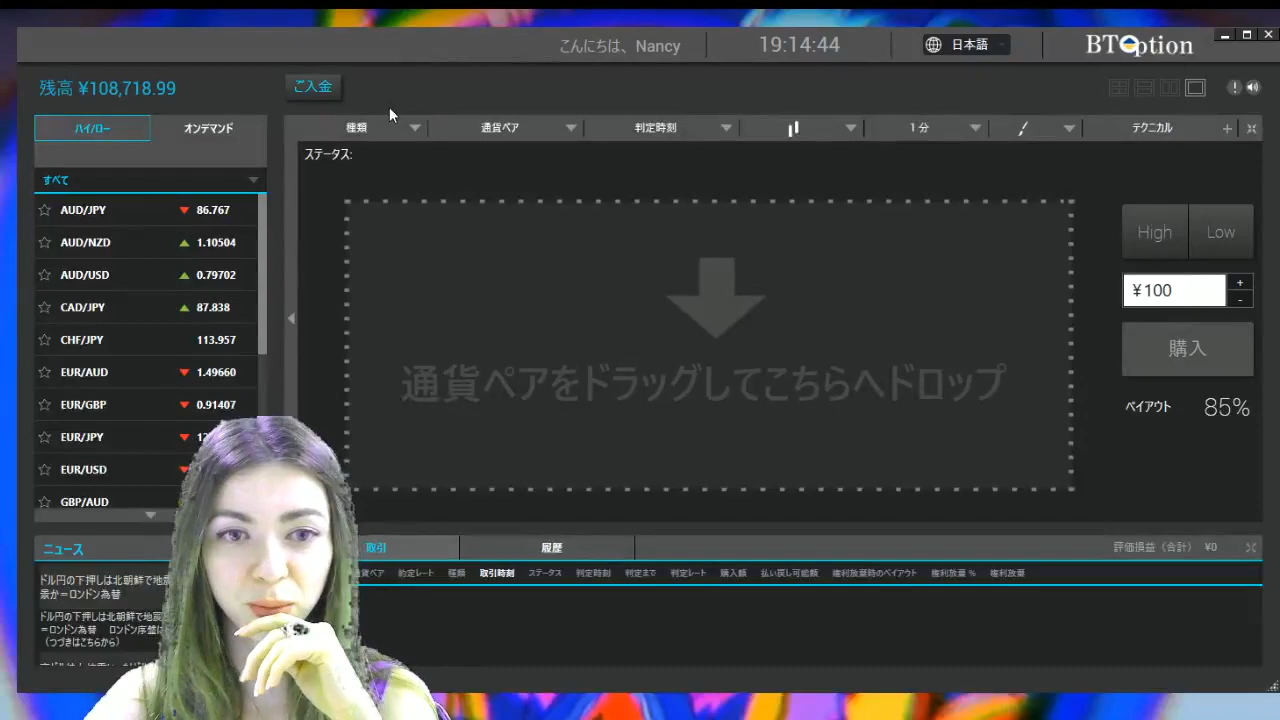 こんにちは、Nancy
19:14:44
日本語
BTOption
残高 ¥108,718.99
ご入金
ハイ/ロー
オンデマンド
種類
通貨ペア
判定時刻
1 分
テクニカル
すべて
ステータス:
AUD/JPY 86.767
AUD/NZD 1.10504
AUD/USD 0.79702
CAD/JPY 87.838
CHF/JPY 113.957
EUR/AUD 1.49660
EUR/GBP 0.91407
EUR/JPY
EUR/USD
GBP/AUD
通貨ペアをドラッグしてこちらへドロップ
High
Low
¥100
購入
ペイアウト 85%
ニュース
取引
履歴
評価損益（合計） ¥0
約定レート 種類 取引時刻 ステータス 判定時刻 判定まで 判定レート 購入額 払い戻し可能額 権利放棄時のペイアウト 権利放棄 % 権利放棄
ドル円の下押しは北朝鮮で地震
景か=ロンドン為替
ドル円の下押しは北朝鮮で地震
=ロンドン為替 ロンドン序盤に
（つづきはこちらから）